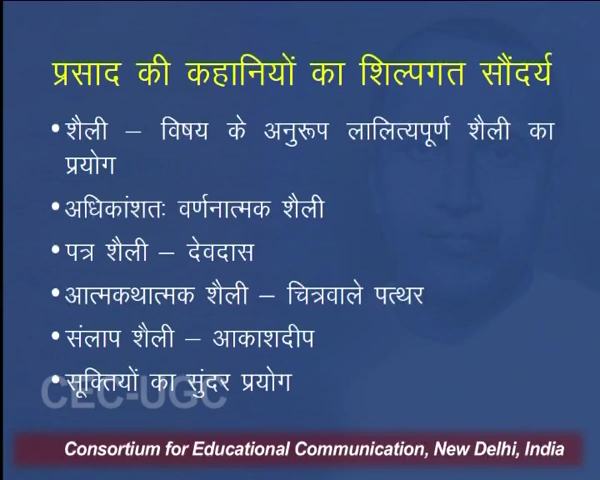 प्रसाद की कहानियों का शिल्पगत सौंदर्य
• शैली – विषय के अनुरूप लालित्यपूर्ण शैली का
प्रयोग
• अधिकांशतः वर्णनात्मक शैली
• पत्र शैली – देवदास
• आत्मकथात्मक शैली – चित्रवाले पत्थर
• संलाप शैली – आकाशदीप
• सूक्तियों का सुंदर प्रयोग
CEC-UGC
Consortium for Educational Communication, New Delhi, India